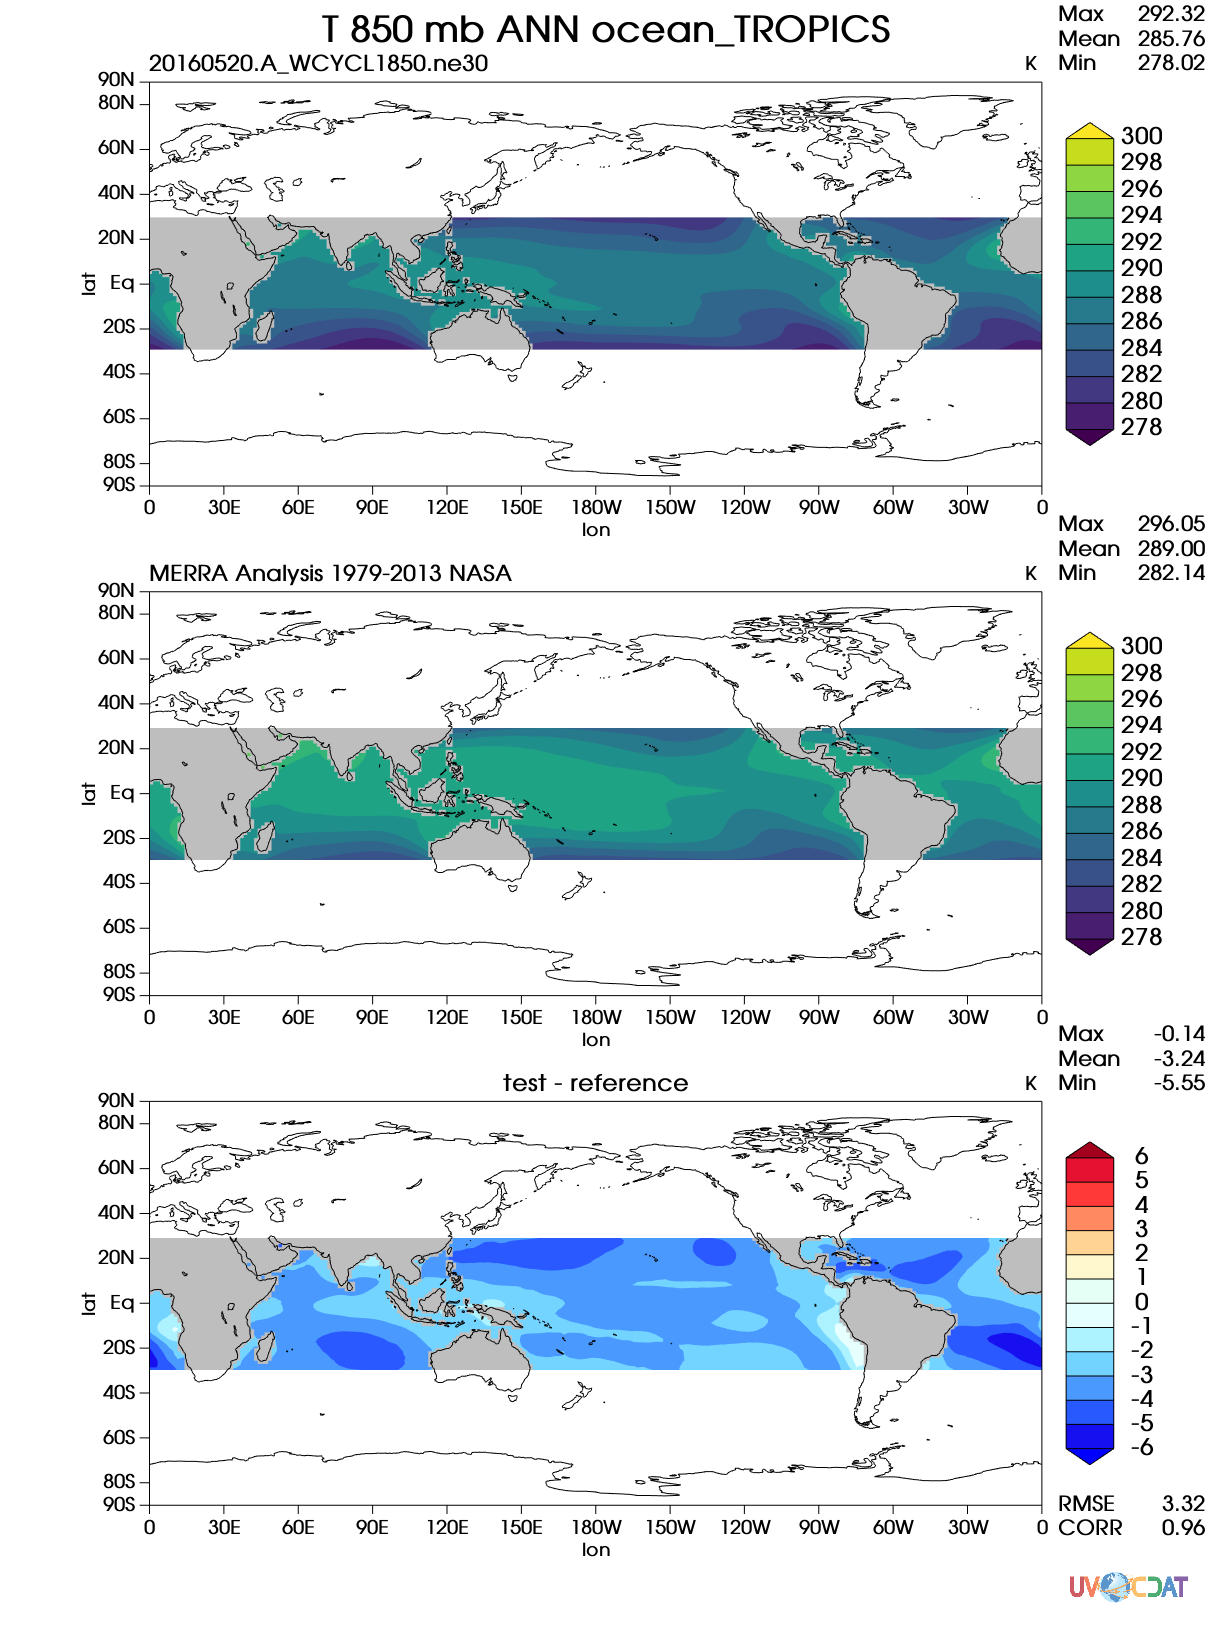 T 850 mb ANN ocean_TROPICS
Max 292.32
Mean 285.76
Min 278.02
20160520.A_WCYCL1850.ne30
K
90N
80N
60N
40N
20N
Eq
20S
40S
60S
80S
90S
lat
0 30E 60E 90E 120E 150E 180W 150W 120W 90W 60W 30W 0
lon
300
298
296
294
292
290
288
286
284
282
280
278
Max 296.05
Mean 289.00
Min 282.14
MERRA Analysis 1979-2013 NASA
K
90N
80N
60N
40N
20N
Eq
20S
40S
60S
80S
90S
lat
0 30E 60E 90E 120E 150E 180W 150W 120W 90W 60W 30W 0
lon
300
298
296
294
292
290
288
286
284
282
280
278
Max -0.14
Mean -3.24
Min -5.55
test - reference
K
90N
80N
60N
40N
20N
Eq
20S
40S
60S
80S
90S
lat
0 30E 60E 90E 120E 150E 180W 150W 120W 90W 60W 30W 0
lon
6
5
4
3
2
1
0
-1
-2
-3
-4
-5
-6
RMSE 3.32
CORR 0.96
UV CDAT